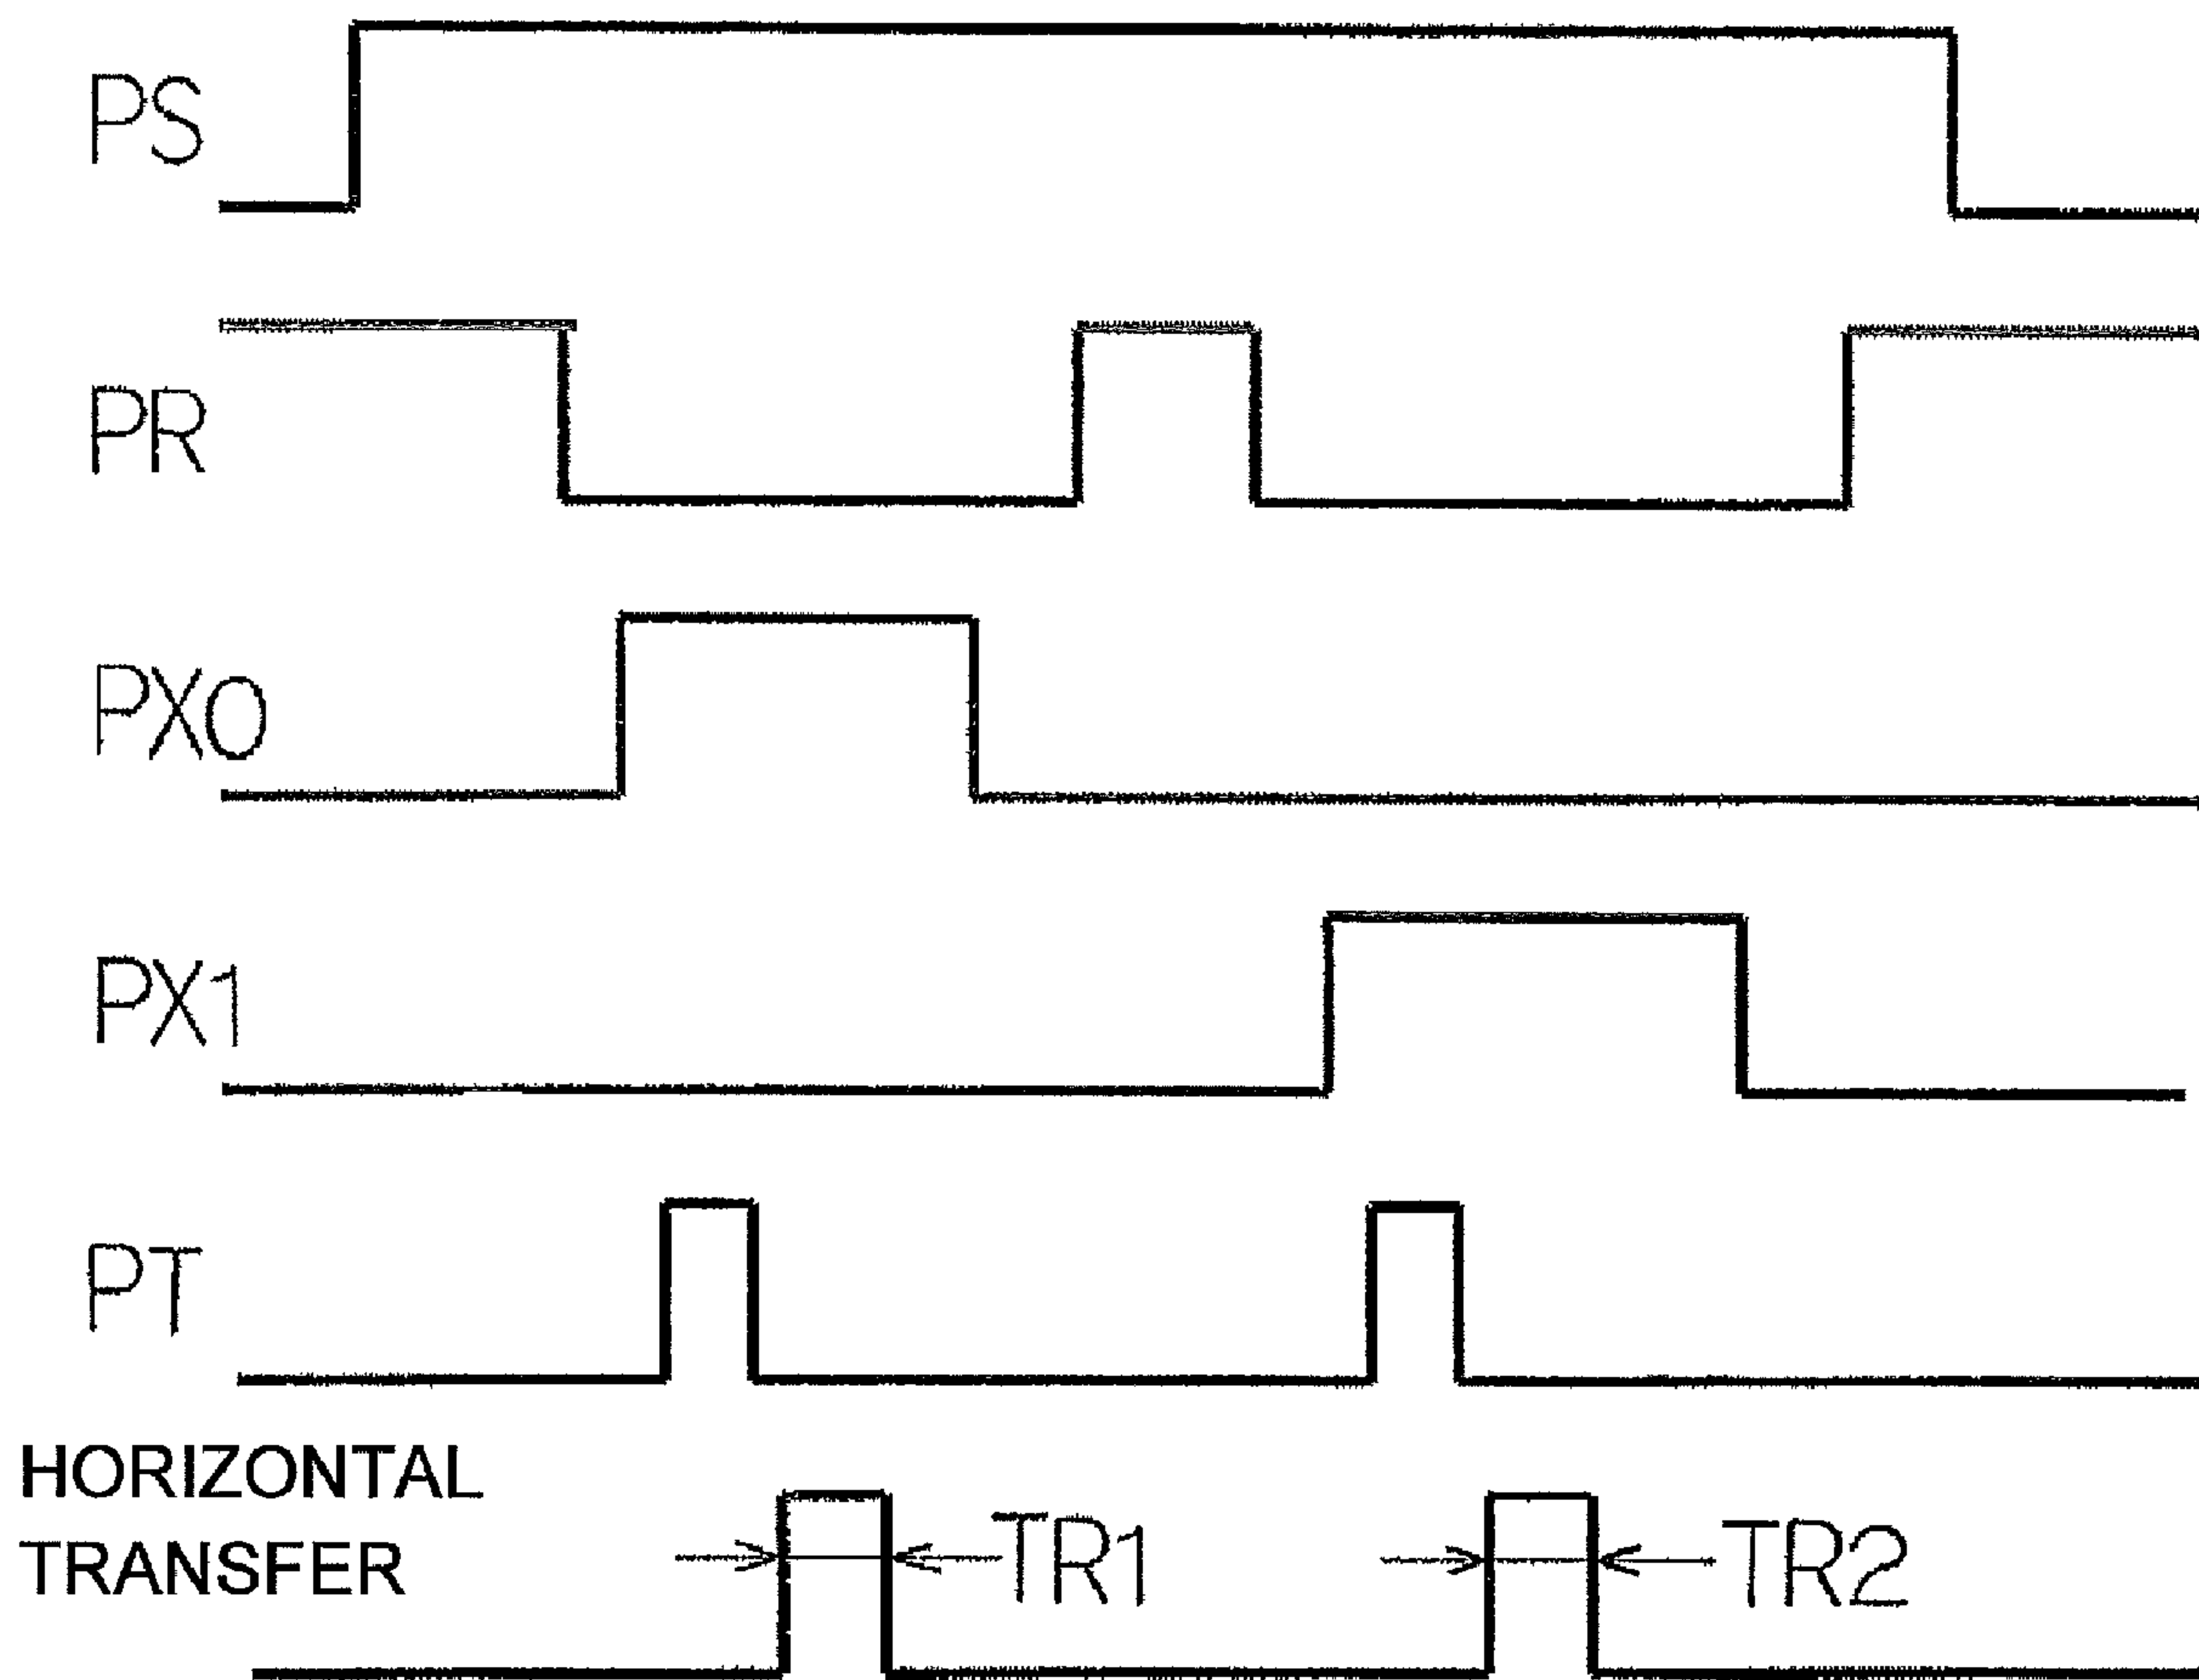 PS
PR
PX0
PX1
PT
HORIZONTAL
TRANSFER
TR1
TR2